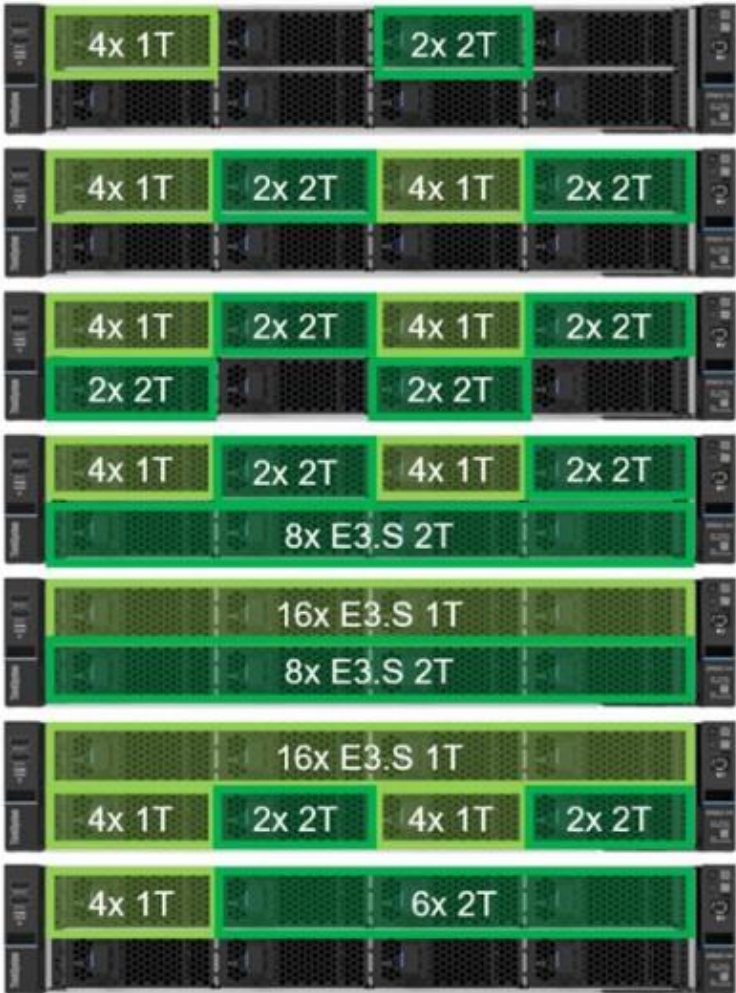 4x 1T 2x 2T
4x 1T 2x 2T 4x 1T 2x 2T
4x 1T 2x 2T 4x 1T 2x 2T
2x 2T 2x 2T
4x 1T 2x 2T 4x 1T 2x 2T
8x E3.S 2T
16x E3.S 1T
8x E3.S 2T
16x E3.S 1T
4x 1T 2x 2T 4x 1T 2x 2T
4x 1T 6x 2T